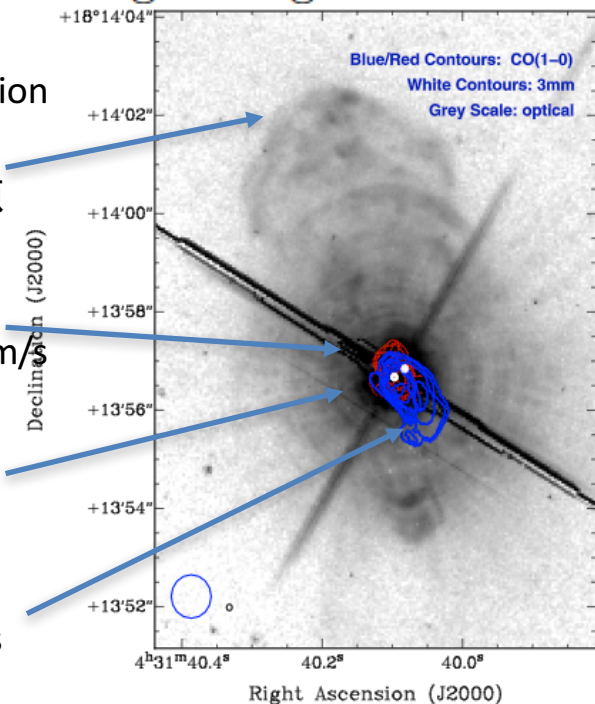 +18°14′04″
Blue/Red Contours: CO(1−0)
White Contours: 3mm
Grey Scale: optical
+14′02″
+14′00″
+13′58″
+13′56″
+13′54″
+13′52″
Declination (J2000)
4ʰ31ᵐ40.4ˢ
40.2ˢ
40.0ˢ
Right Ascension (J2000)
m/s
s